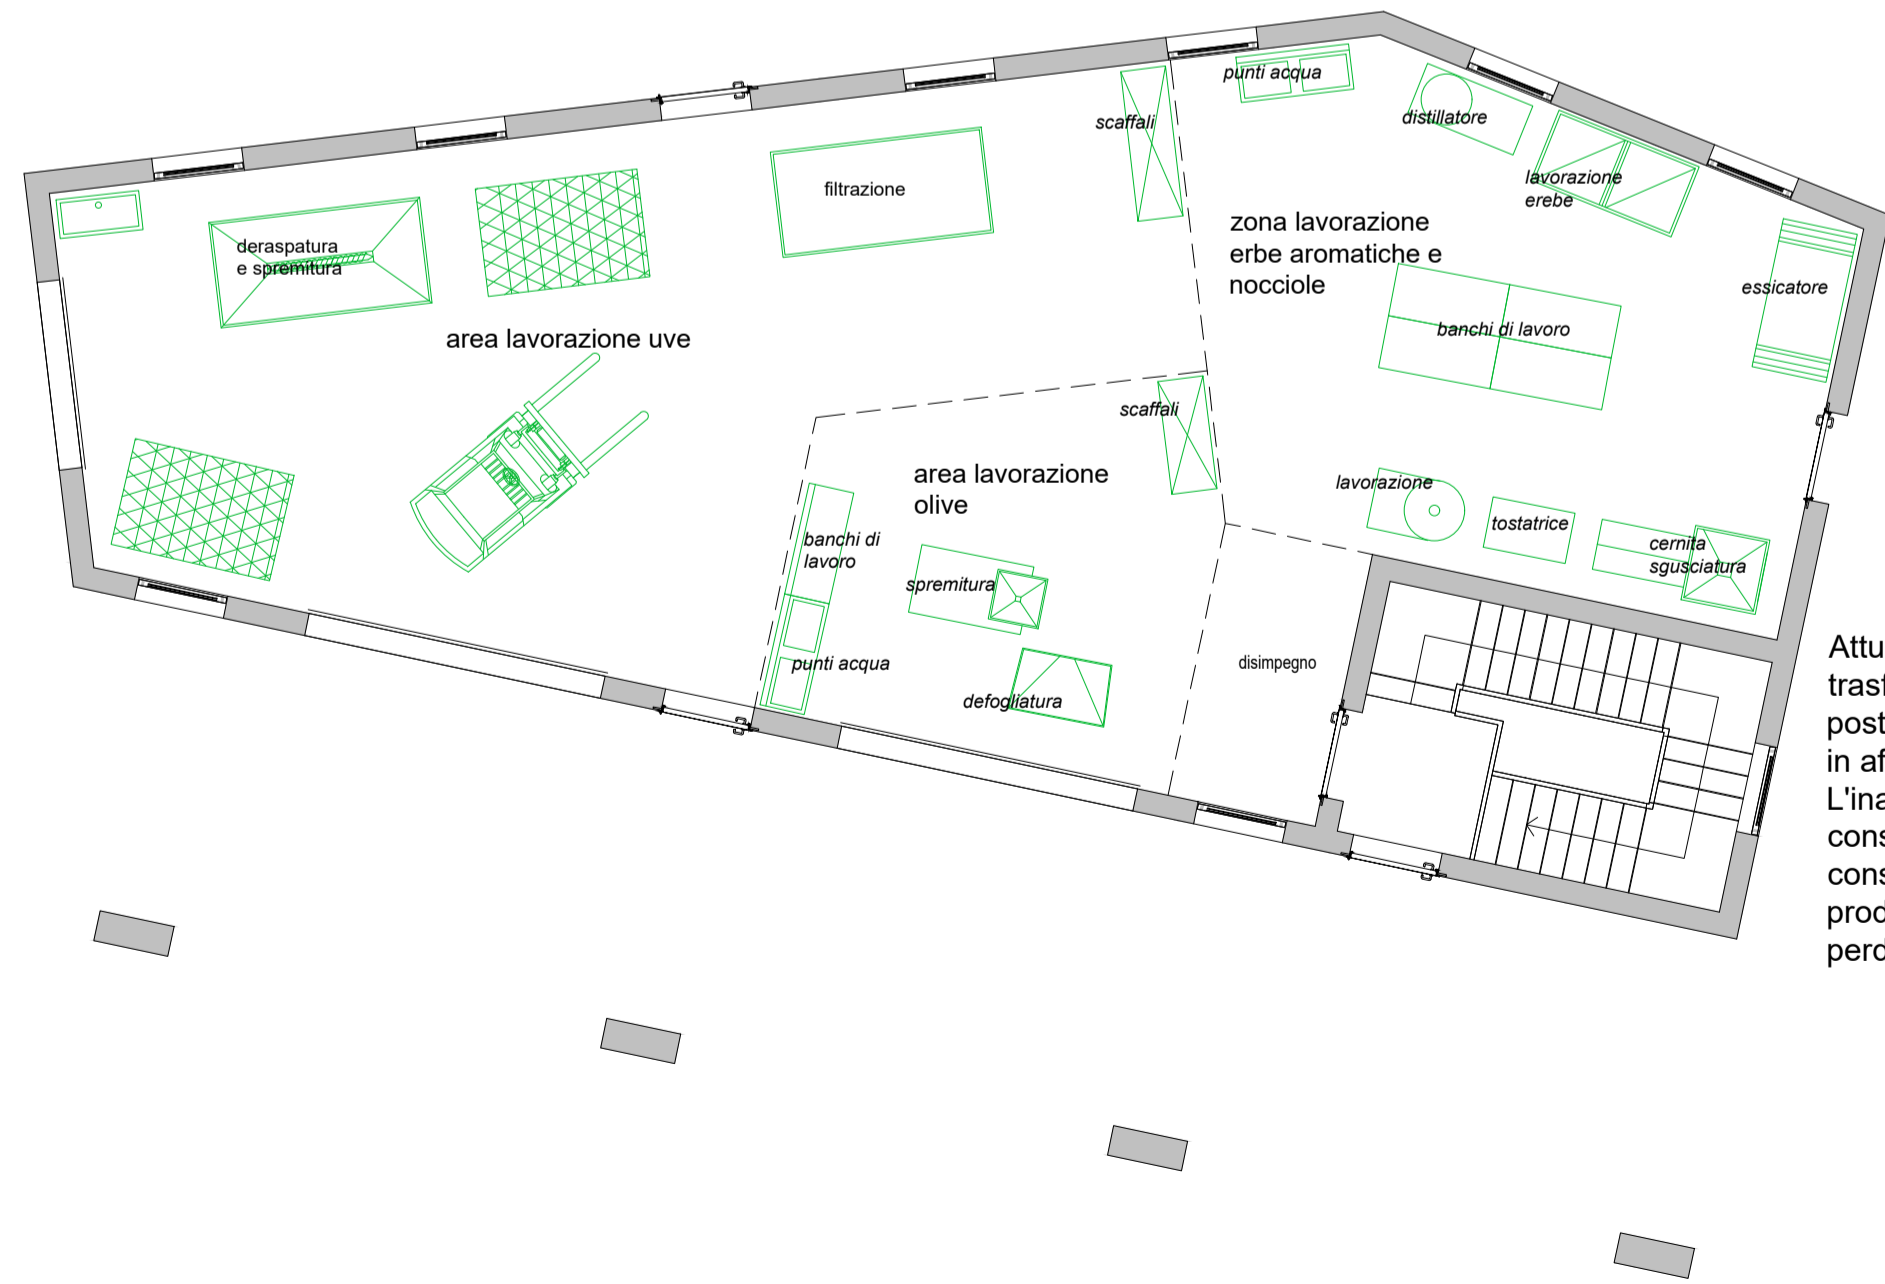 punti acqua
distillatore
scaffali
filtrazione
lavorazione
erebe
zona lavorazione
erbe aromatiche e
nocciole
deraspatura
e spremitura
essicatore
banchi di lavoro
area lavorazione uve
scaffali
area lavorazione
olive
lavorazione
tostatrice
cernita
sgusciatura
banchi di
lavoro
spremitura
punti acqua
defogliatura
disimpegno
Attu
trasf
post
in af
L'ina
cons
cons
prod
perd